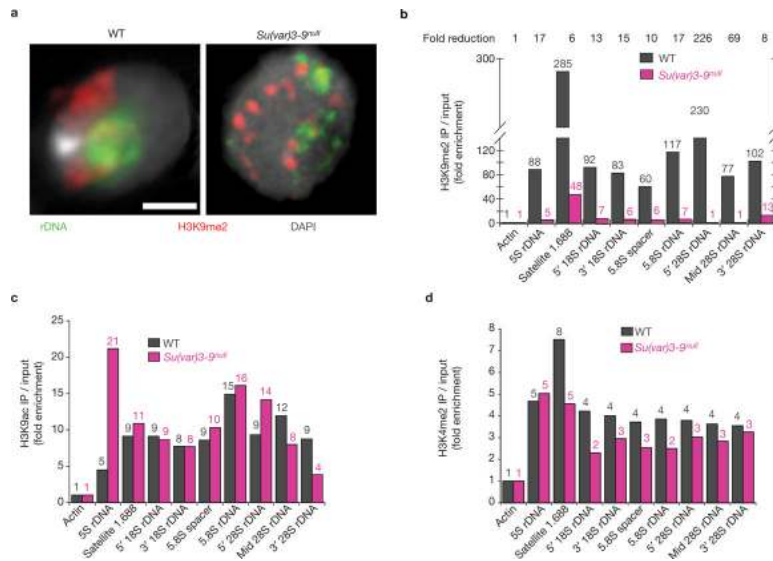 a
WT
Su(var)3-9null
rDNA
H3K9me2
DAPI
b
Fold reduction 1 17 6 13 15 10 17 226 69 8
300
120
80
40
0
H3K9me2 IP / input
(fold enrichment)
WT
Su(var)3-9null
1 1 88 5 285 48 92 7 83 6 60 6 117 7 230 1 77 1 102 13
Actin
5S rDNA
Satellite 1.688
5′ 18S rDNA
3′ 18S rDNA
5.8S spacer
5.8S rDNA
5′ 28S rDNA
Mid 28S rDNA
3′ 28S rDNA
c
25
20
15
10
5
0
H3K9ac IP / input
(fold enrichment)
WT
Su(var)3-9null
1 1 5 21 9 11 9 9 8 8 9 10 15 16 9 14 12 8 9 4
Actin
5S rDNA
Satellite 1.688
5′ 18S rDNA
3′ 18S rDNA
5.8S spacer
5.8S rDNA
5′ 28S rDNA
Mid 28S rDNA
3′ 28S rDNA
d
8
6
4
3
2
1
H3K4me2 IP / input
(fold enrichment)
WT
Su(var)3-9null
1 1 5 5 8 5 4 2 4 3 4 3 4 2 4 3 4 3 4 3
Actin
5S rDNA
Satellite 1.688
5′ 18S rDNA
3′ 18S rDNA
5.8S spacer
5.8S rDNA
5′ 28S rDNA
Mid 28S rDNA
3′ 28S rDNA